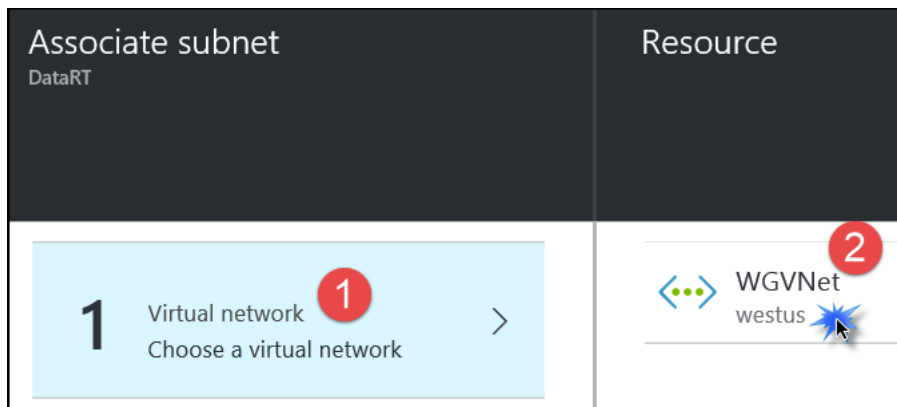 Associate subnet
DataRT
Resource
1
Virtual network
1
Choose a virtual network
WGVNet
2
westus